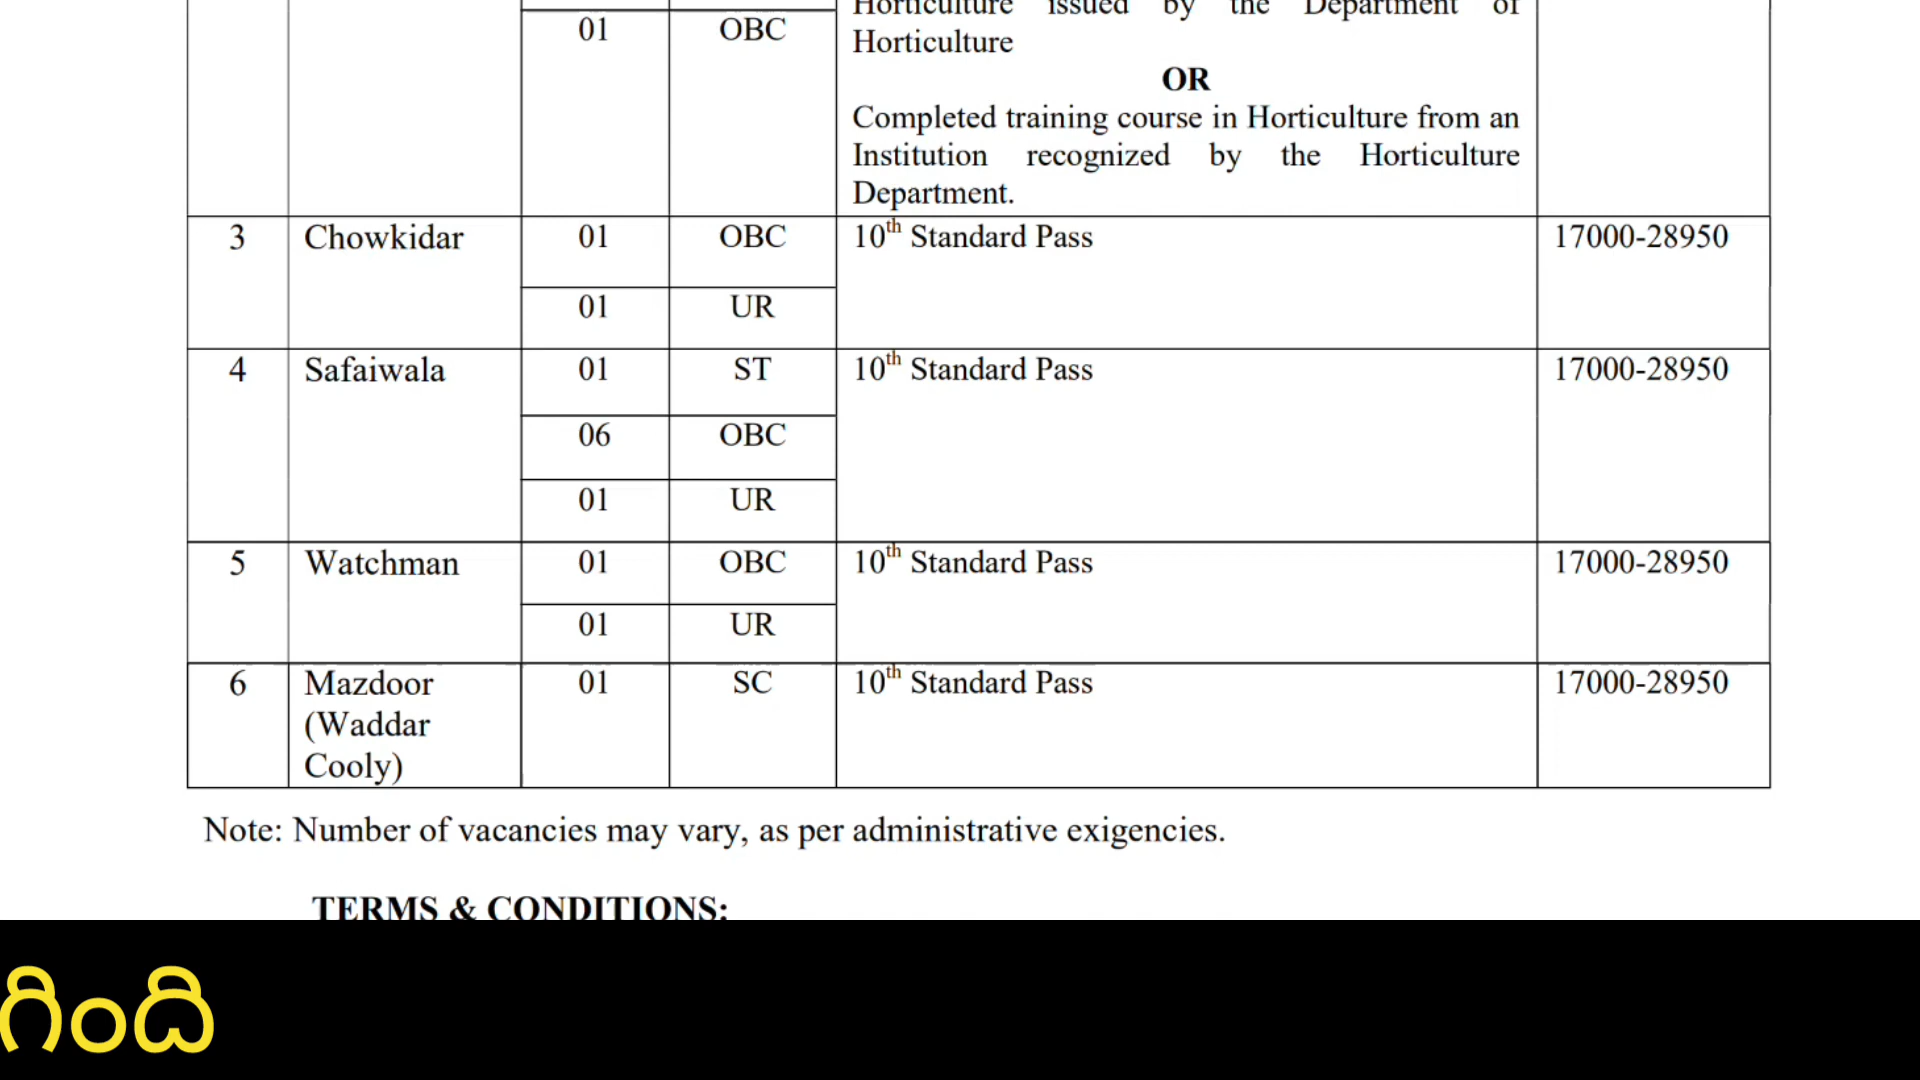 Horticulture issued by the Department of
01 OBC Horticulture
OR
Completed training course in Horticulture from an
Institution recognized by the Horticulture
Department.
3 Chowkidar 01 OBC 10th Standard Pass 17000-28950
01 UR
4 Safaiwala 01 ST 10th Standard Pass 17000-28950
06 OBC
01 UR
5 Watchman 01 OBC 10th Standard Pass 17000-28950
01 UR
6 Mazdoor 01 SC 10th Standard Pass 17000-28950
(Waddar
Cooly)
Note: Number of vacancies may vary, as per administrative exigencies.
TERMS & CONDITIONS:
ಗಿಂದಿ